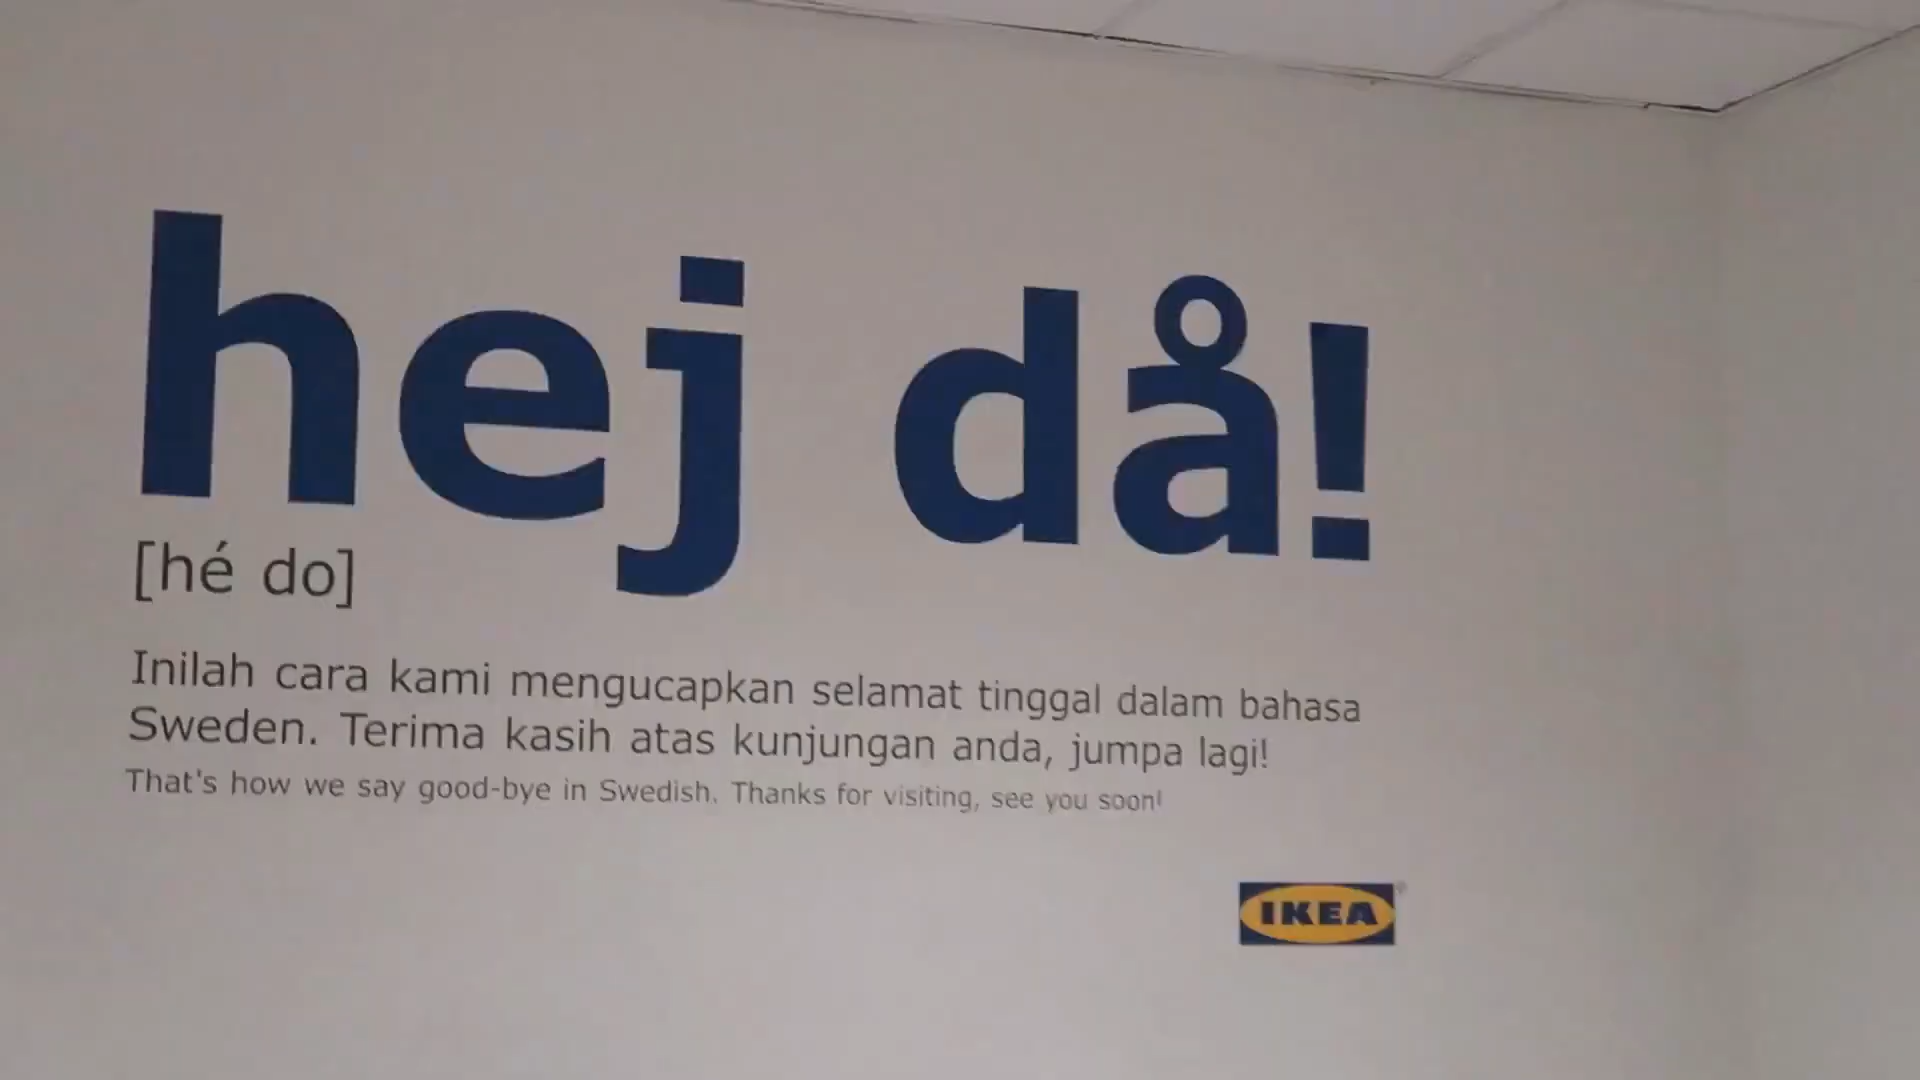 hej då!
[hé do]
Inilah cara kami mengucapkan selamat tinggal dalam bahasa
Sweden. Terima kasih atas kunjungan anda, jumpa lagi!
That's how we say good-bye in Swedish. Thanks for visiting, see you soon!
IKEA®